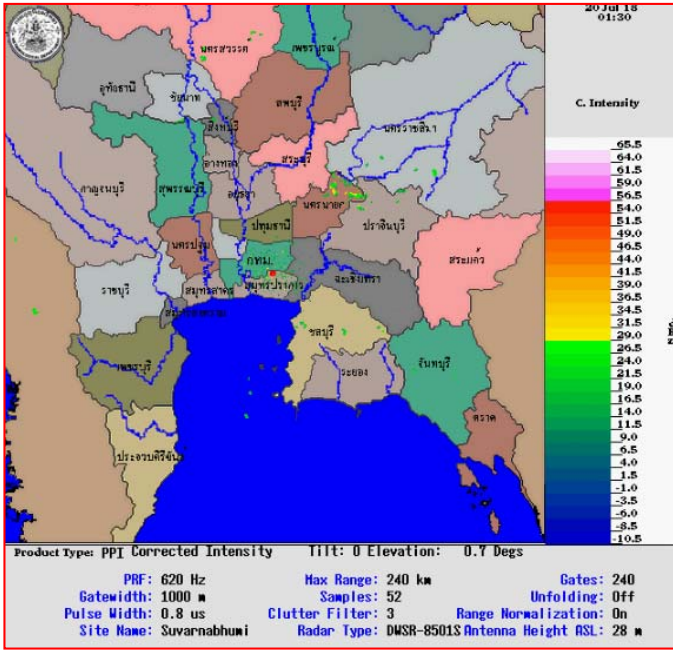 20 Jul 18
01:30
C. Intensity
นครสวรรค์
เพชรบูรณ์
อุทัยธานี
ชัยนาท
ลพบุรี
สิงหบุรี
นครราชสีมา
อ่างทอง
สระบุรี
กาญจนบุรี
สุพรรณบุรี
อยุธยา
นครนายก
ปทุมธานี
ปราจีนบุรี
นครปฐม
กทม.
สระแก้ว
ราชบุรี
สมุทรสาคร
สมุทรปราการ
ฉะเชิงเทรา
ชลบุรี
เพชรบุรี
ระยอง
จันทบุรี
ตราด
ประจวบคีรีขันธ์
65.5
64.0
61.5
59.0
56.5
54.0
51.5
49.0
46.5
44.0
41.5
39.0
36.5
34.0
31.5
29.0
26.5
24.0
21.5
19.0
16.5
14.0
11.5
9.0
6.5
4.0
1.5
-1.0
-3.5
-6.0
-8.5
-10.5
Product Type: PPI Corrected Intensity Tilt: 0 Elevation: 0.7 Degs
PRF: 620 Hz Max Range: 240 km Gates: 240
Gatewidth: 1000 m Samples: 52 Unfolding: Off
Pulse Width: 0.8 us Clutter Filter: 3 Range Normalization: On
Site Name: Suvarnabhumi Radar Type: DWSR-8501S Antenna Height ASL: 28 m